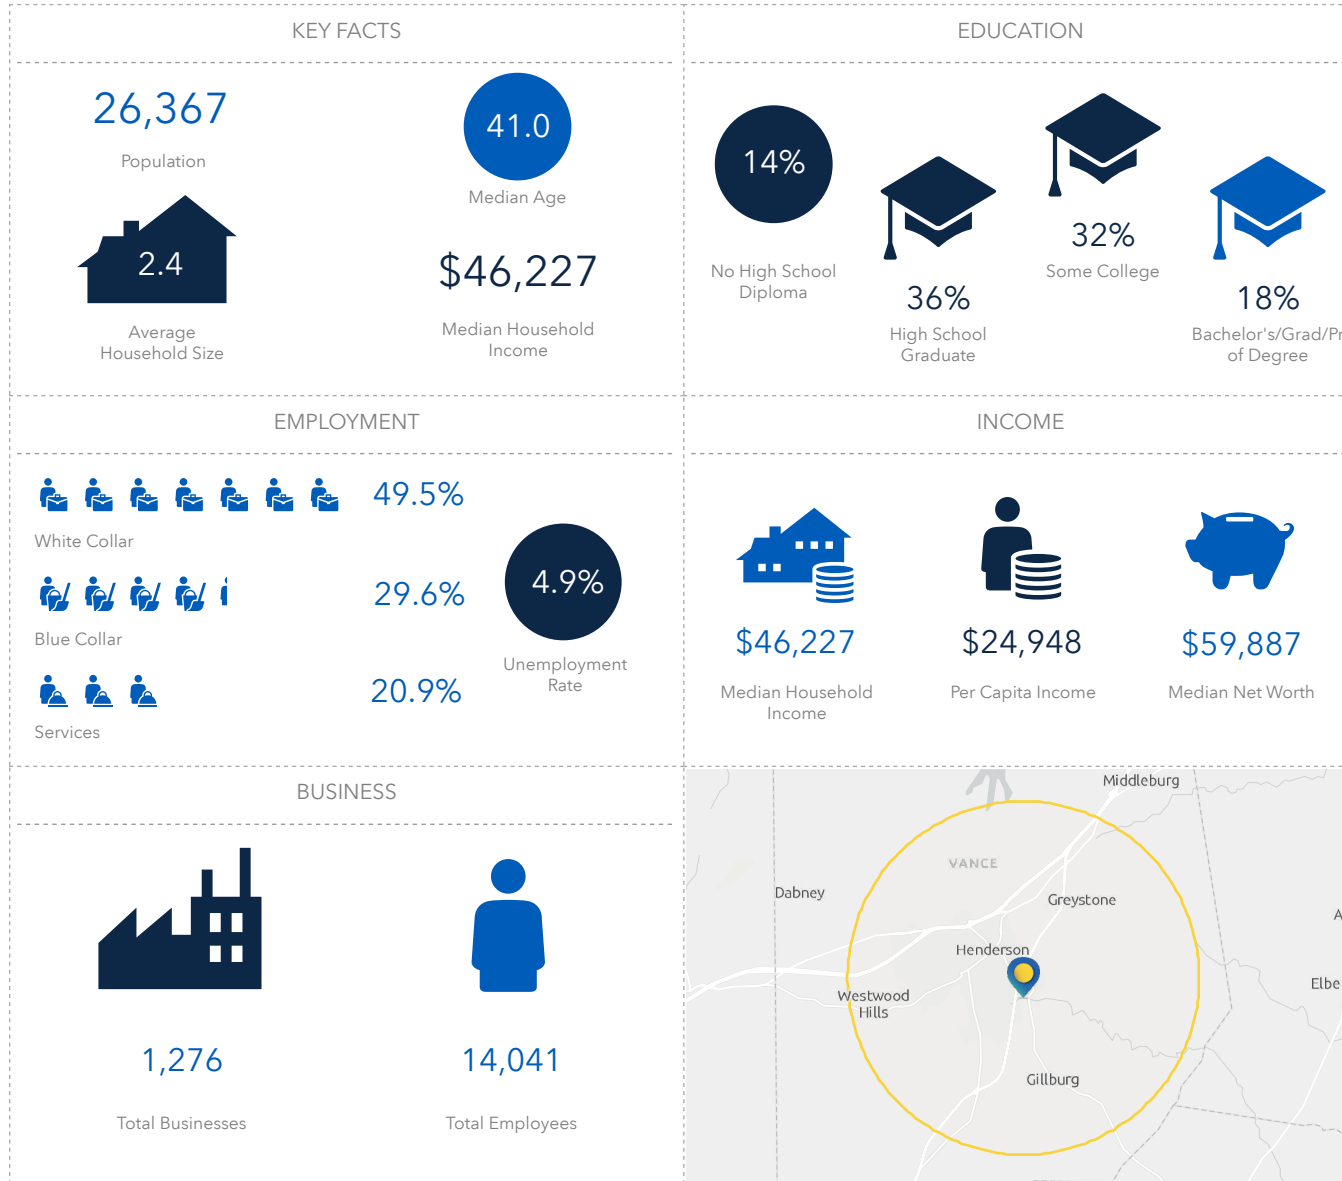 KEY FACTS
26,367
Population
41.0
Median Age
2.4
Average
Household Size
$46,227
Median Household
Income
EDUCATION
14%
No High School
Diploma
36%
High School
Graduate
32%
Some College
18%
Bachelor's/Grad/Pr
of Degree
EMPLOYMENT
49.5%
White Collar
29.6%
Blue Collar
20.9%
Services
4.9%
Unemployment
Rate
INCOME
$46,227
Median Household
Income
$24,948
Per Capita Income
$59,887
Median Net Worth
BUSINESS
1,276
Total Businesses
14,041
Total Employees
Middleburg
VANCE
Dabney
Greystone
A
Henderson
Elbe
Westwood
Hills
Gillburg